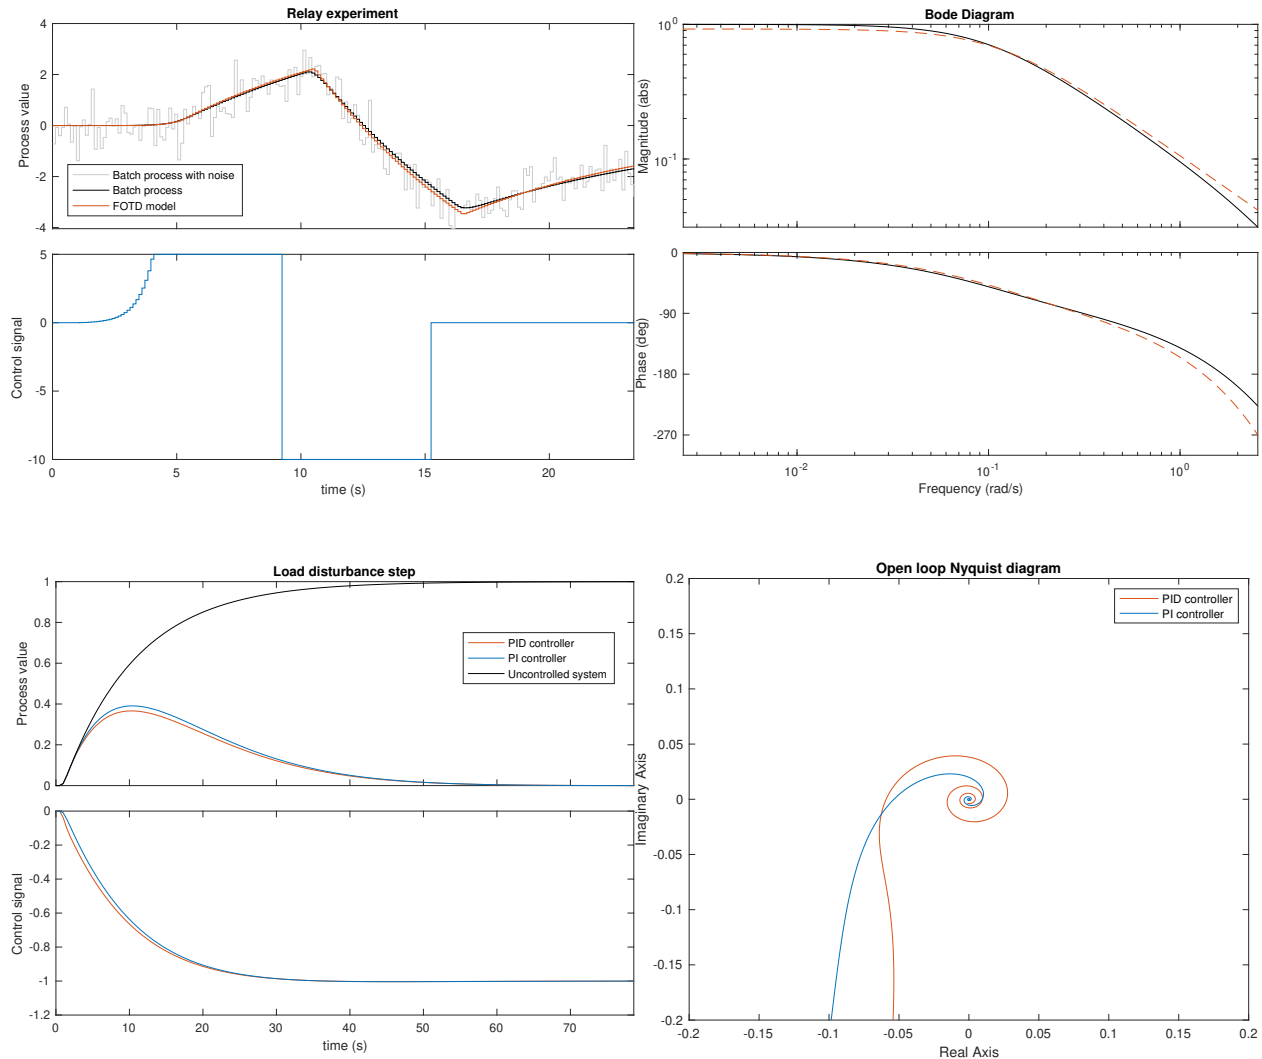 Relay experiment
4
2
0
-2
-4
Process value
Batch process with noise
Batch process
FOTD model
5
0
-5
-10
Control signal
0
5
10
15
20
time (s)
Bode Diagram
10^0
10^-1
Magnitude (abs)
0
-90
-180
-270
Phase (deg)
10^-2
10^-1
10^0
Frequency (rad/s)
Load disturbance step
1
0.8
0.6
0.4
0.2
0
Process value
PID controller
PI controller
Uncontrolled system
0
-0.2
-0.4
-0.6
-0.8
-1
-1.2
Control signal
0
10
20
30
40
50
60
70
time (s)
Open loop Nyquist diagram
0.2
0.15
0.1
0.05
0
-0.05
-0.1
-0.15
-0.2
Imaginary Axis
PID controller
PI controller
-0.2
-0.15
-0.1
-0.05
0
0.05
0.1
0.15
0.2
Real Axis